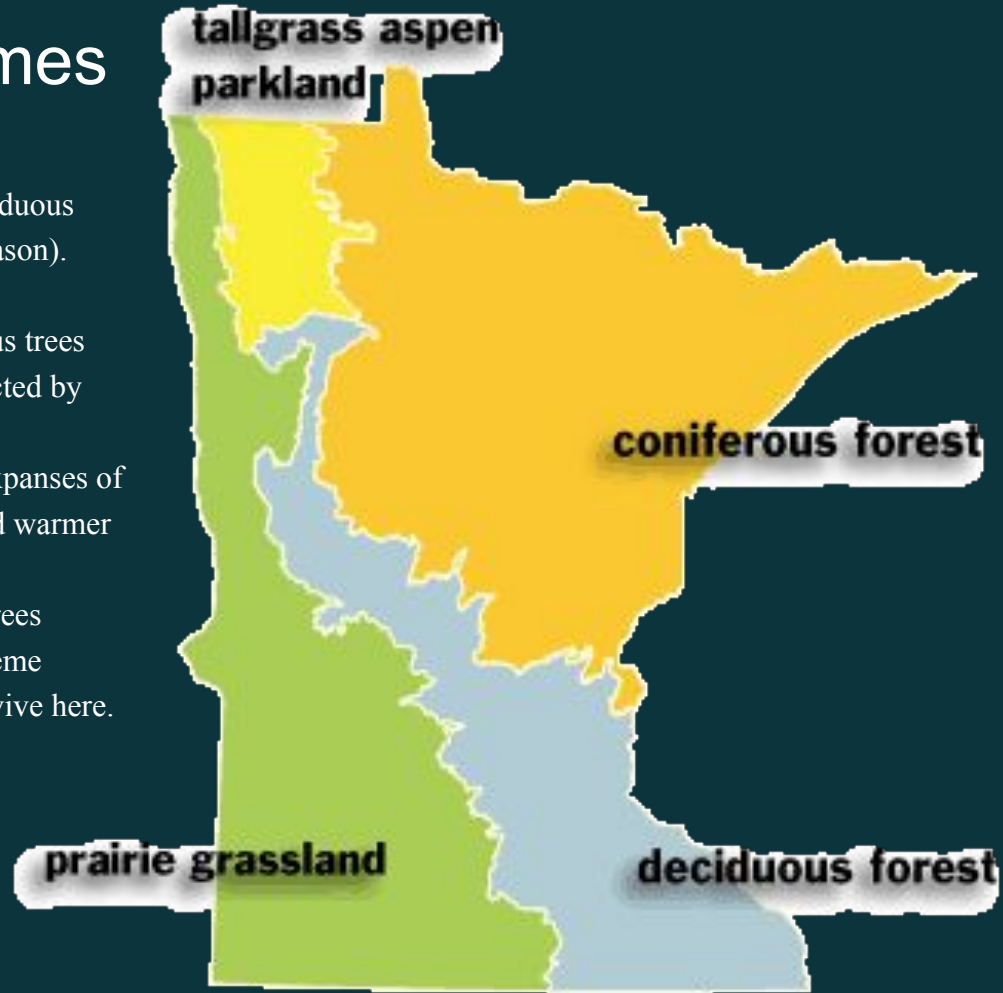 mes
duous
ason).
us trees
cted by
xpanses of
d warmer
rees
eme
vive here.
tallgrass aspen
parkland
coniferous forest
prairie grassland
deciduous forest